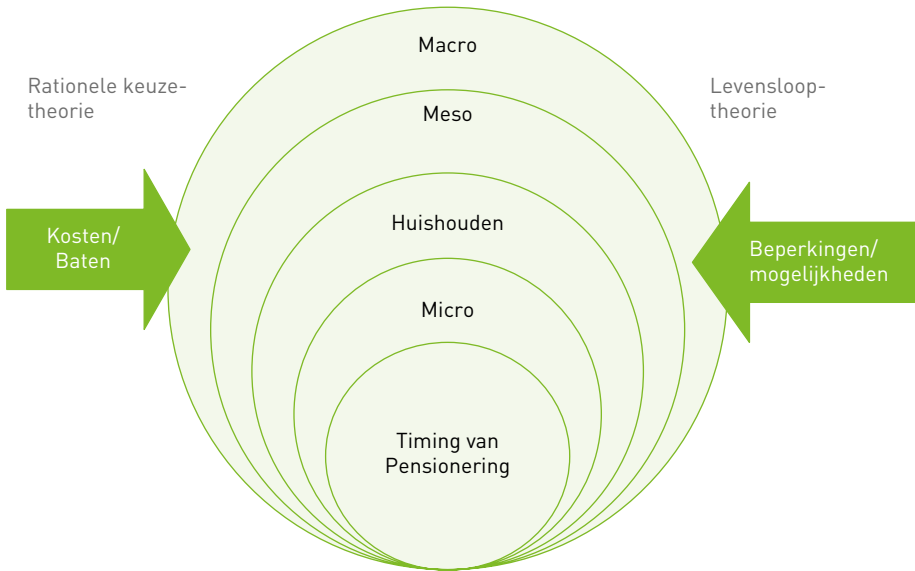 Macro
Rationele keuze-
theorie
Levensloop-
theorie
Meso
Huishouden
Kosten/
Baten
Beperkingen/
mogelijkheden
Micro
Timing van
Pensionering